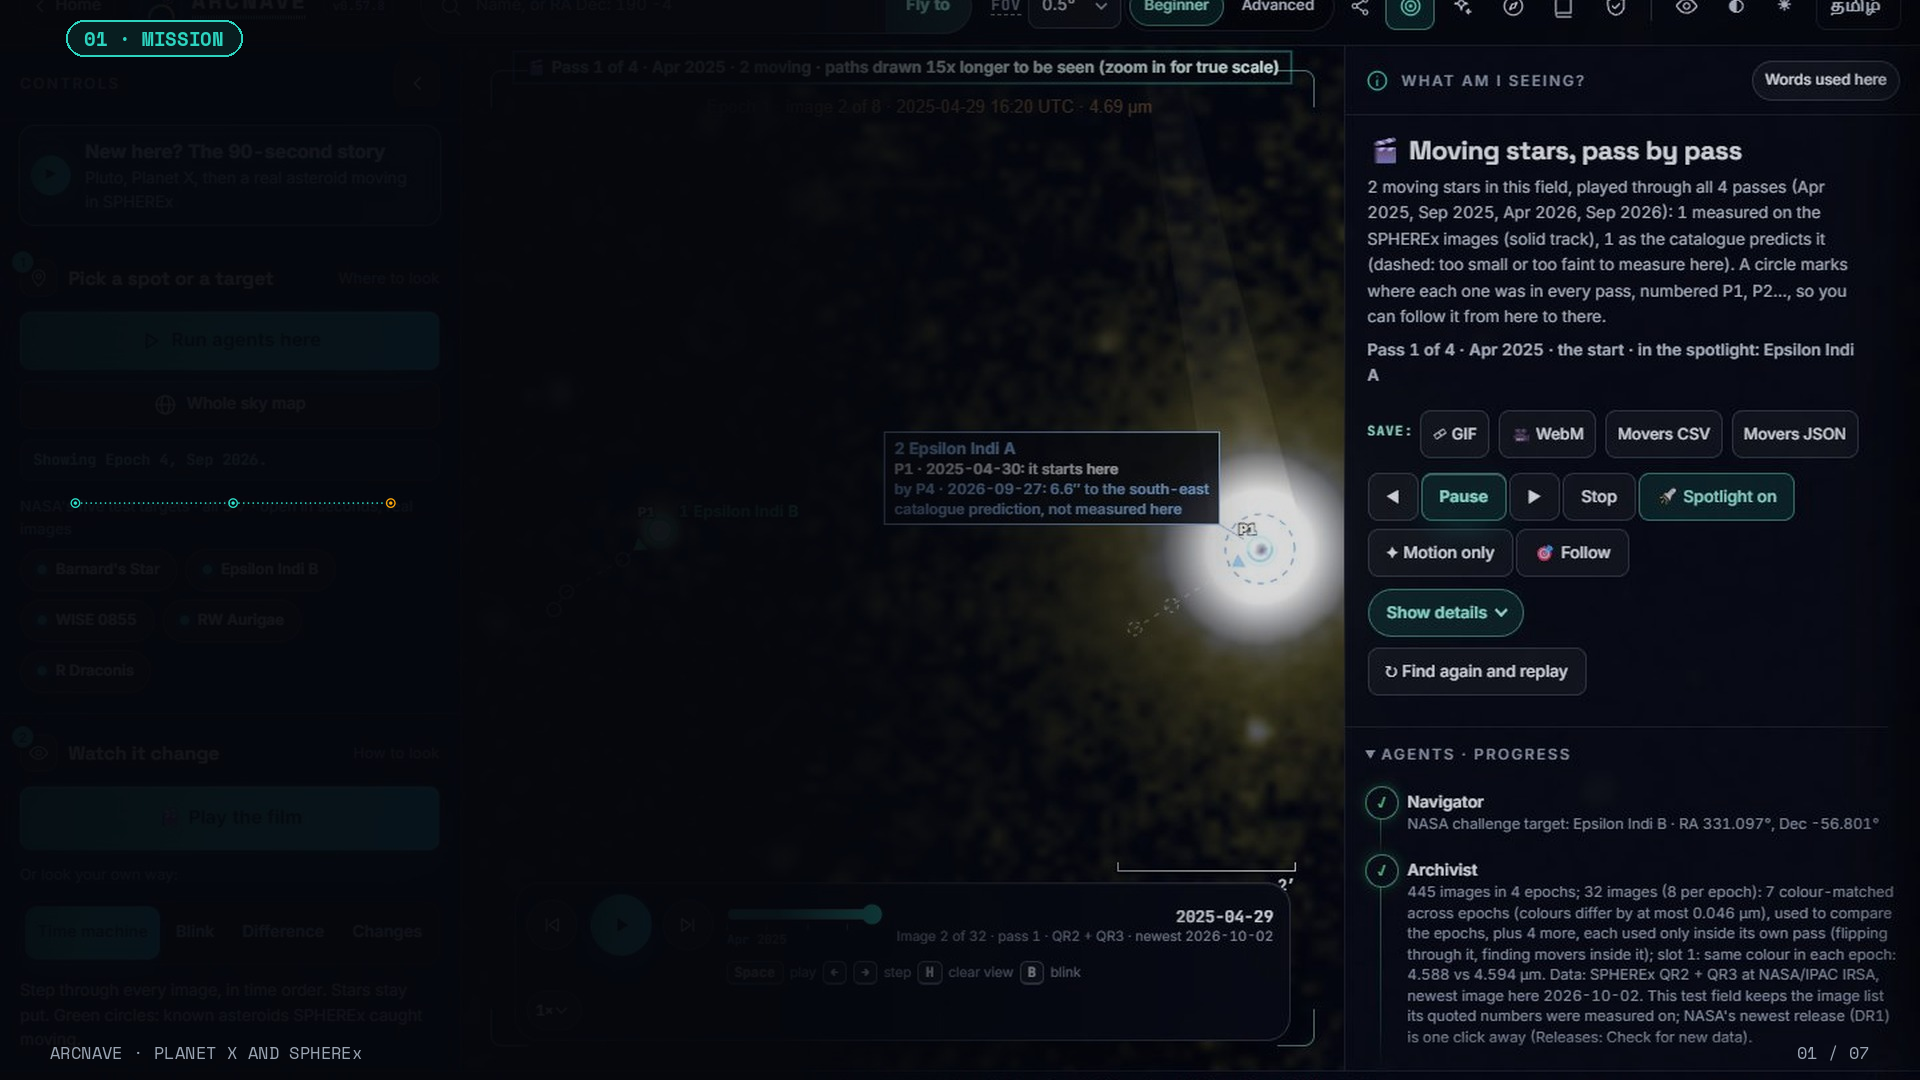 Home
ARCNAVE
v0.57.8
Name, or RA Dec: 190 -4
Fly to
FOV
0.5°
Beginner
Advanced
தமிழ்
01 · MISSION
CONTROLS
New here? The 90-second story
Pluto, Planet X, then a real asteroid moving
in SPHEREx
Pick a spot or a target
Where to look
Run agents here
Whole sky map
Showing Epoch 4, Sep 2026.
images
Barnard's Star
Epsilon Indi B
WISE 0855
RW Aurigae
R Draconis
Watch it change
How to look
Play the film
Or look your own way:
Time machine
Blink
Difference
Changes
Step through every image, in time order. Stars stay
put. Green circles: known asteroids SPHEREx caught
moving.
ARCNAVE · PLANET X AND SPHEREx
Pass 1 of 4 · Apr 2025 · 2 moving · paths drawn 15x longer to be seen (zoom in for true scale)
image 2 of 8 · 2025-04-29 16:20 UTC · 4.69 µm
P1
1 Epsilon Indi B
2 Epsilon Indi A
P1 · 2025-04-30: it starts here
by P4 · 2026-09-27: 6.6" to the south-east
catalogue prediction, not measured here
P1
2′
Apr 2025
2025-04-29
Image 2 of 32 · pass 1 · QR2 + QR3 · newest 2026-10-02
Space play ← → step H clear view B blink
1×
WHAT AM I SEEING?
Words used here
Moving stars, pass by pass
2 moving stars in this field, played through all 4 passes (Apr
2025, Sep 2025, Apr 2026, Sep 2026): 1 measured on the
SPHEREx images (solid track), 1 as the catalogue predicts it
(dashed: too small or too faint to measure here). A circle marks
where each one was in every pass, numbered P1, P2..., so you
can follow it from here to there.
Pass 1 of 4 · Apr 2025 · the start · in the spotlight: Epsilon Indi
A
SAVE:
GIF
WebM
Movers CSV
Movers JSON
◀
Pause
▶
Stop
Spotlight on
✦ Motion only
Follow
Show details
↻ Find again and replay
▼ AGENTS · PROGRESS
Navigator
NASA challenge target: Epsilon Indi B · RA 331.097°, Dec -56.801°
Archivist
445 images in 4 epochs; 32 images (8 per epoch): 7 colour-matched
across epochs (colours differ by at most 0.046 µm), used to compare
the epochs, plus 4 more, each used only inside its own pass (flipping
through it, finding movers inside it); slot 1: same colour in each epoch:
4.588 vs 4.594 µm. Data: SPHEREx QR2 + QR3 at NASA/IPAC IRSA,
newest image here 2026-10-02. This test field keeps the image list
its quoted numbers were measured on; NASA's newest release (DR1)
is one click away (Releases: Check for new data).
01 / 07